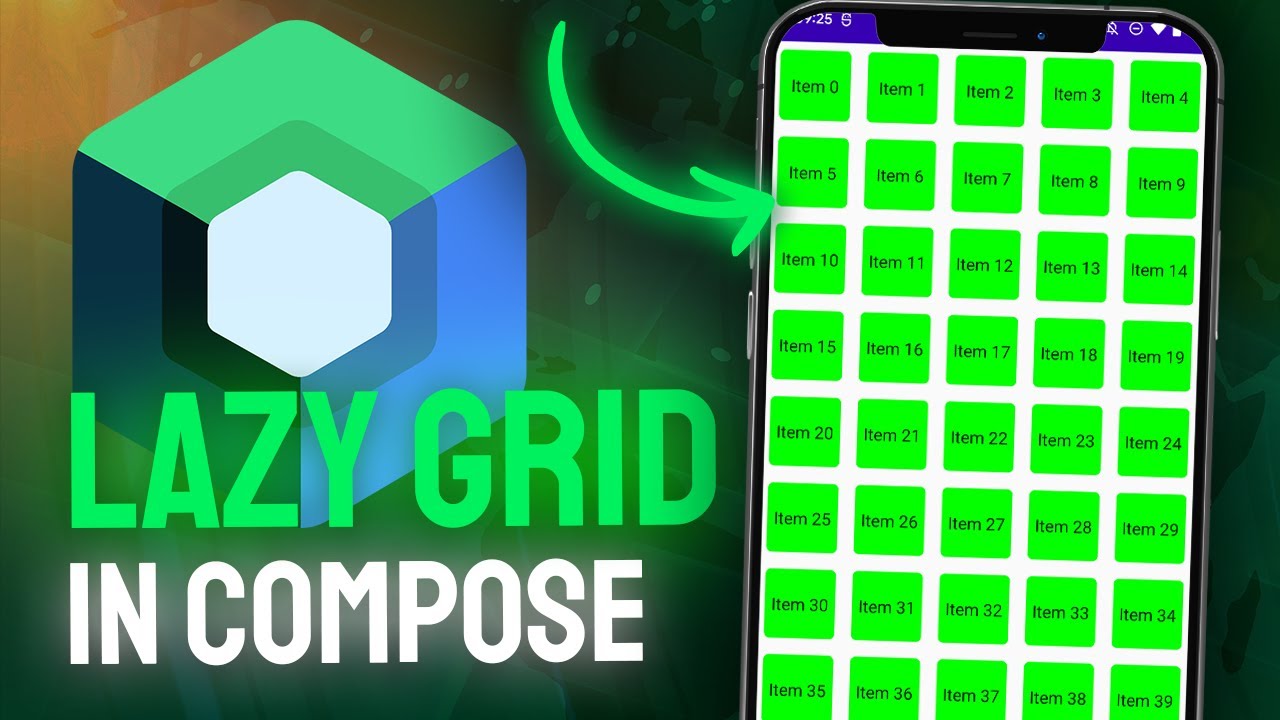 9:25
Item 0 Item 1 Item 2 Item 3 Item 4
Item 5 Item 6 Item 7 Item 8 Item 9
Item 10 Item 11 Item 12 Item 13 Item 14
Item 15 Item 16 Item 17 Item 18 Item 19
Item 20 Item 21 Item 22 Item 23 Item 24
Item 25 Item 26 Item 27 Item 28 Item 29
Item 30 Item 31 Item 32 Item 33 Item 34
Item 35 Item 36 Item 37 Item 38 Item 39
LAZY GRID
IN COMPOSE